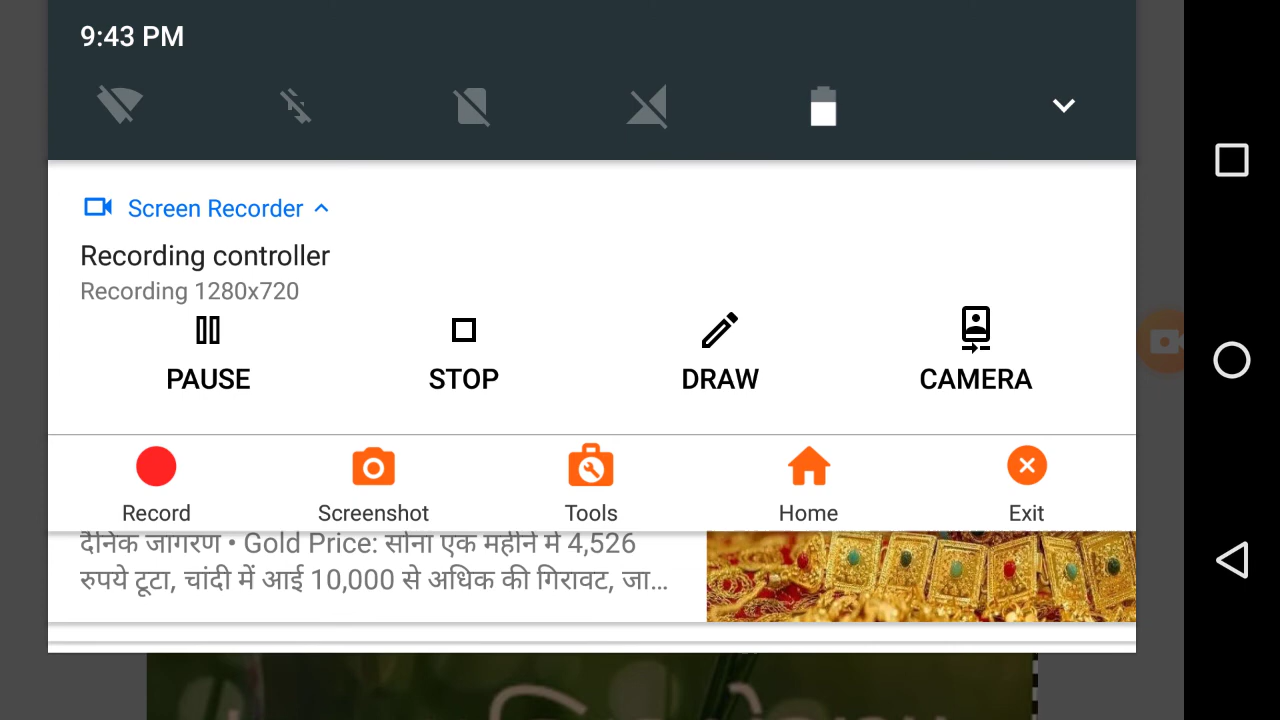 9:43 PM
Screen Recorder
Recording controller
Recording 1280x720
PAUSE STOP DRAW CAMERA
Record Screenshot Tools Home Exit
दैनिक जागरण • Gold Price: सोना एक महीने में 4,526
रुपये टूटा, चांदी में आई 10,000 से अधिक की गिरावट, जा...